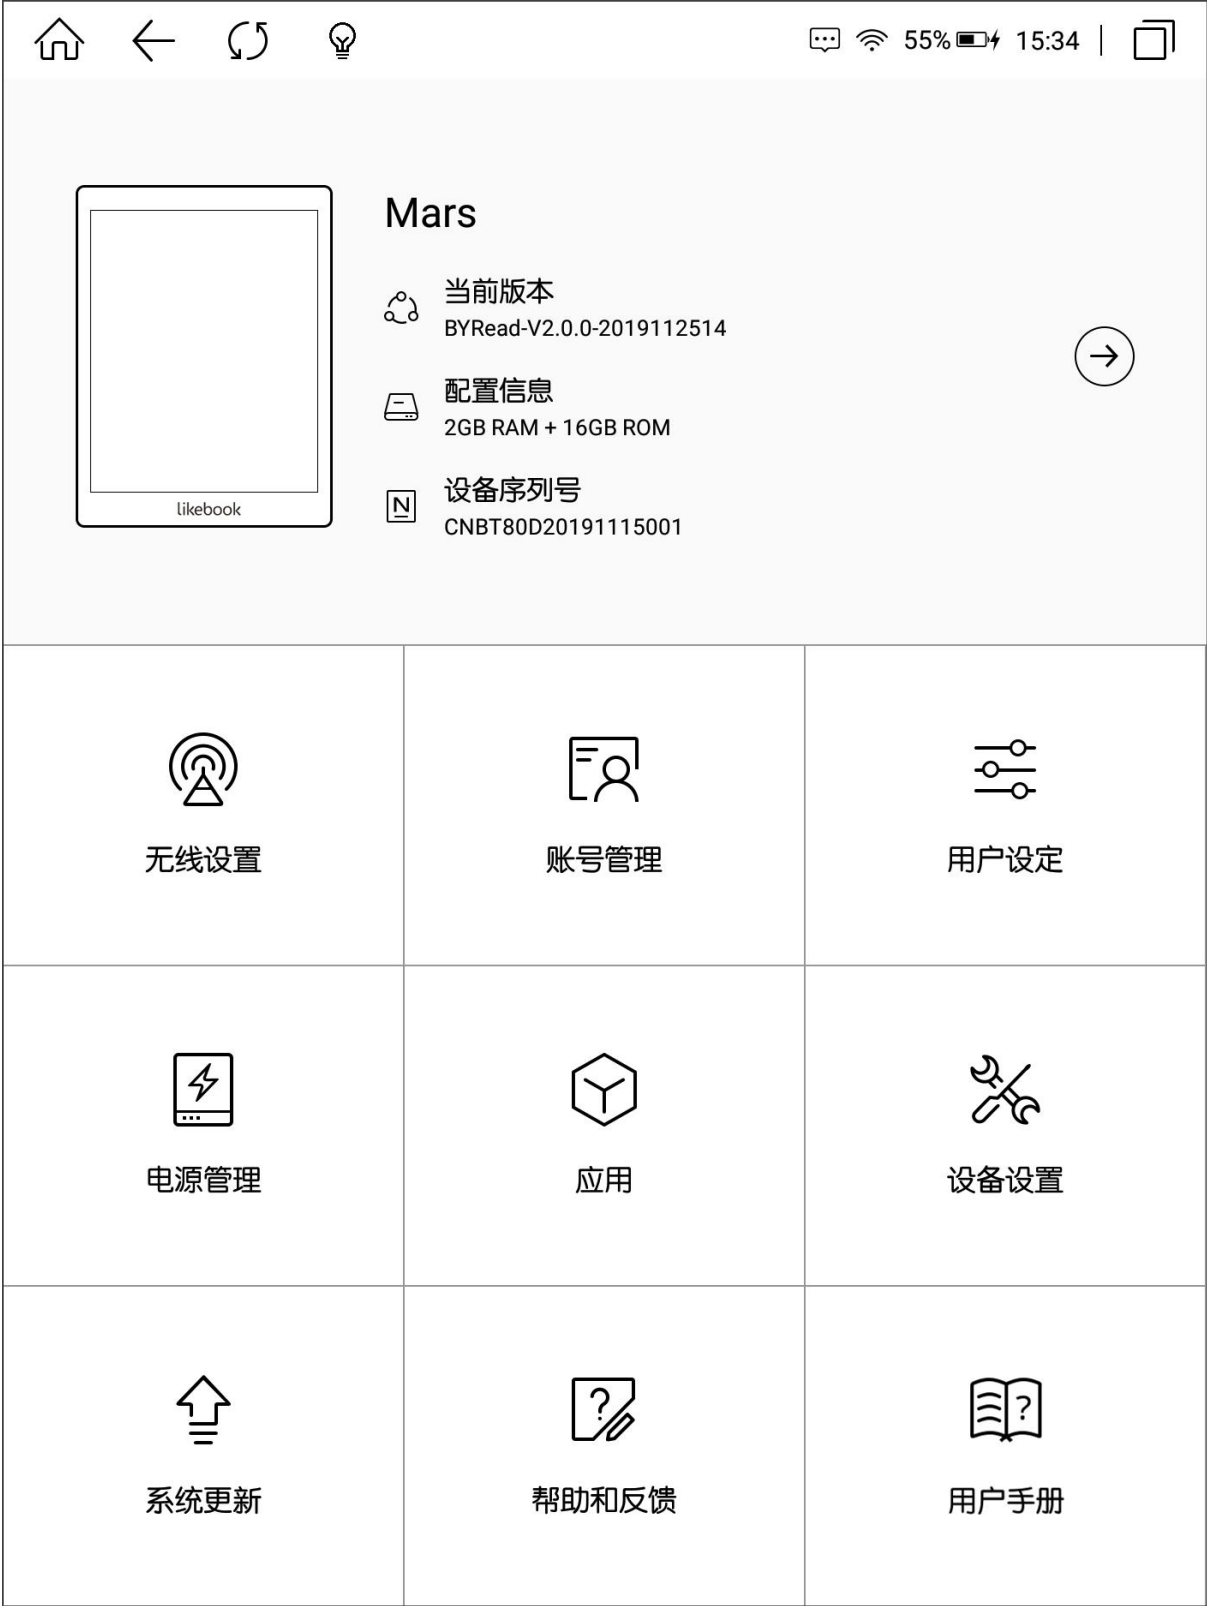 55% 15:34
Mars
当前版本
BYRead-V2.0.0-2019112514
配置信息
2GB RAM + 16GB ROM
设备序列号
CNBT80D20191115001
likebook
无线设置 账号管理 用户设定
电源管理 应用 设备设置
系统更新 帮助和反馈 用户手册